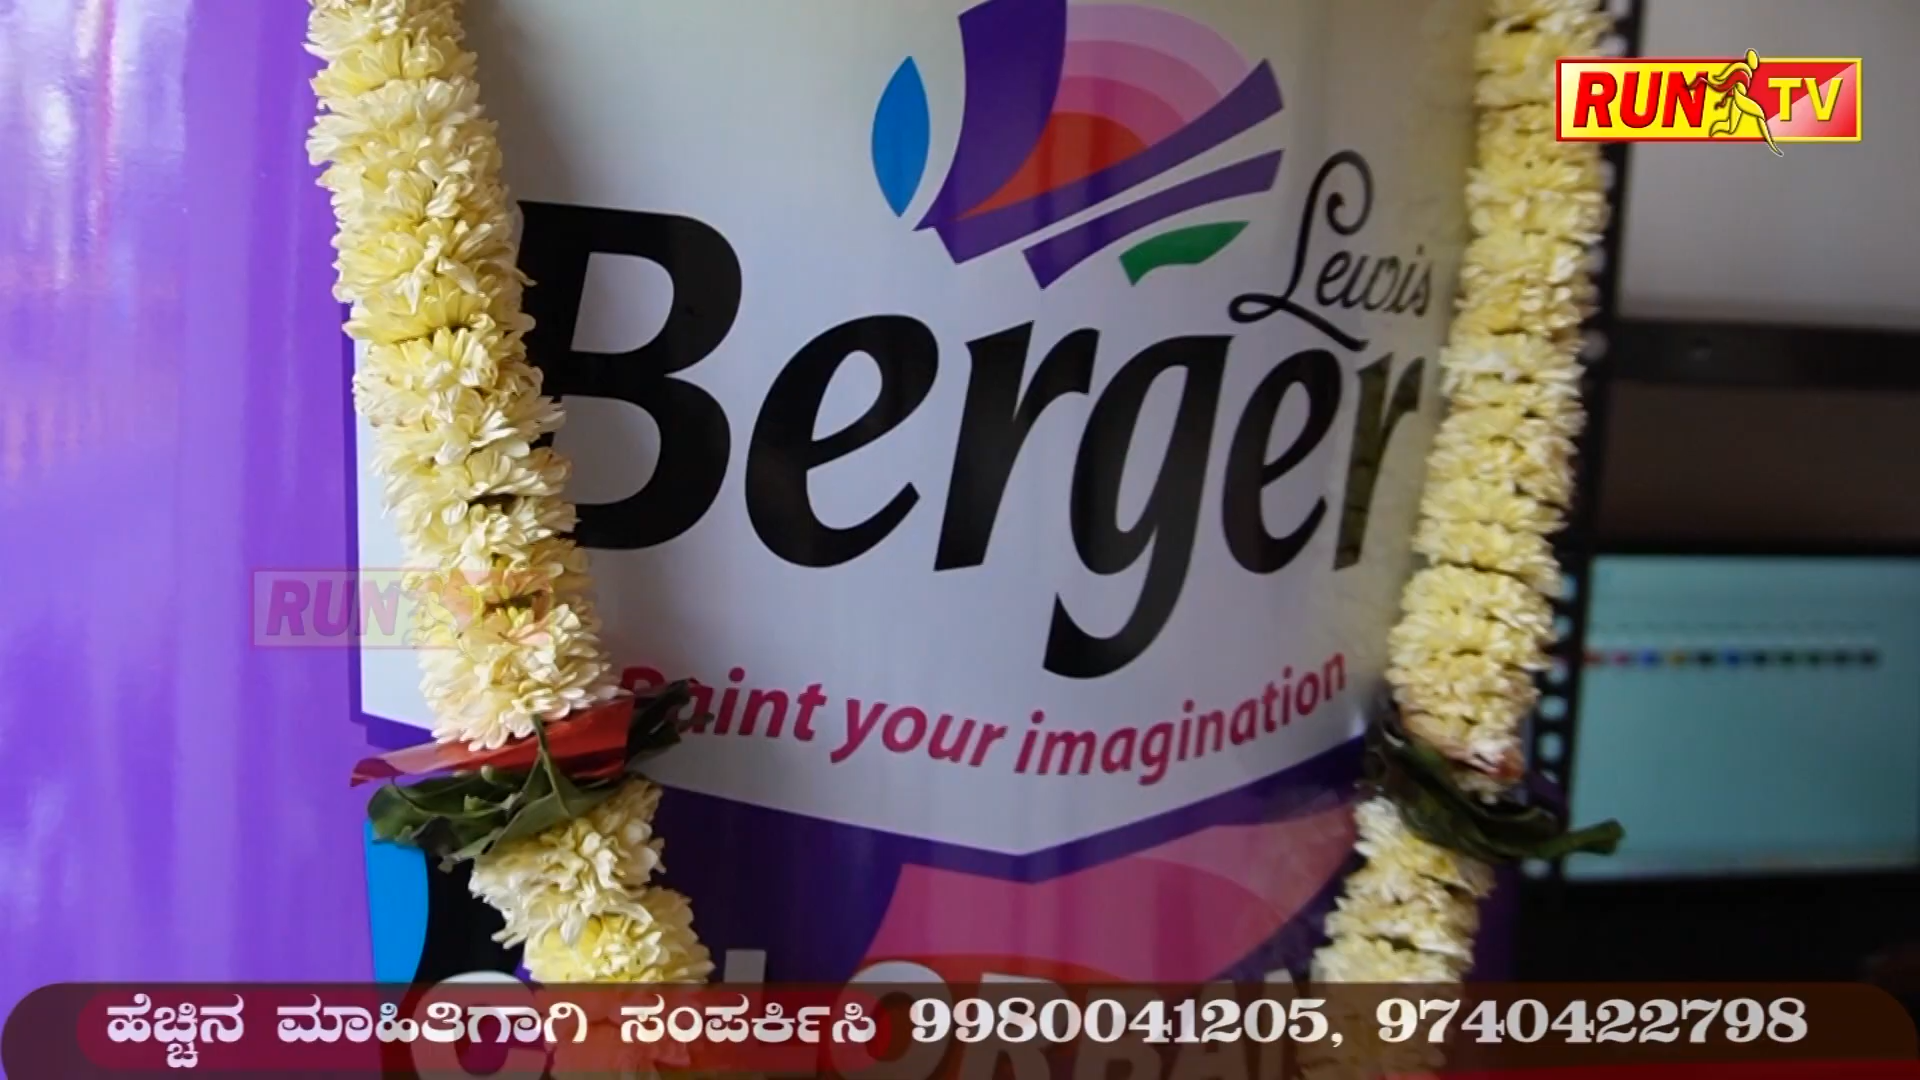 RUN TV
Lewis
Berger
Paint your imagination
RUN
ಹೆಚ್ಚಿನ ಮಾಹಿತಿಗಾಗಿ ಸಂಪರ್ಕಿಸಿ 9980041205, 9740422798